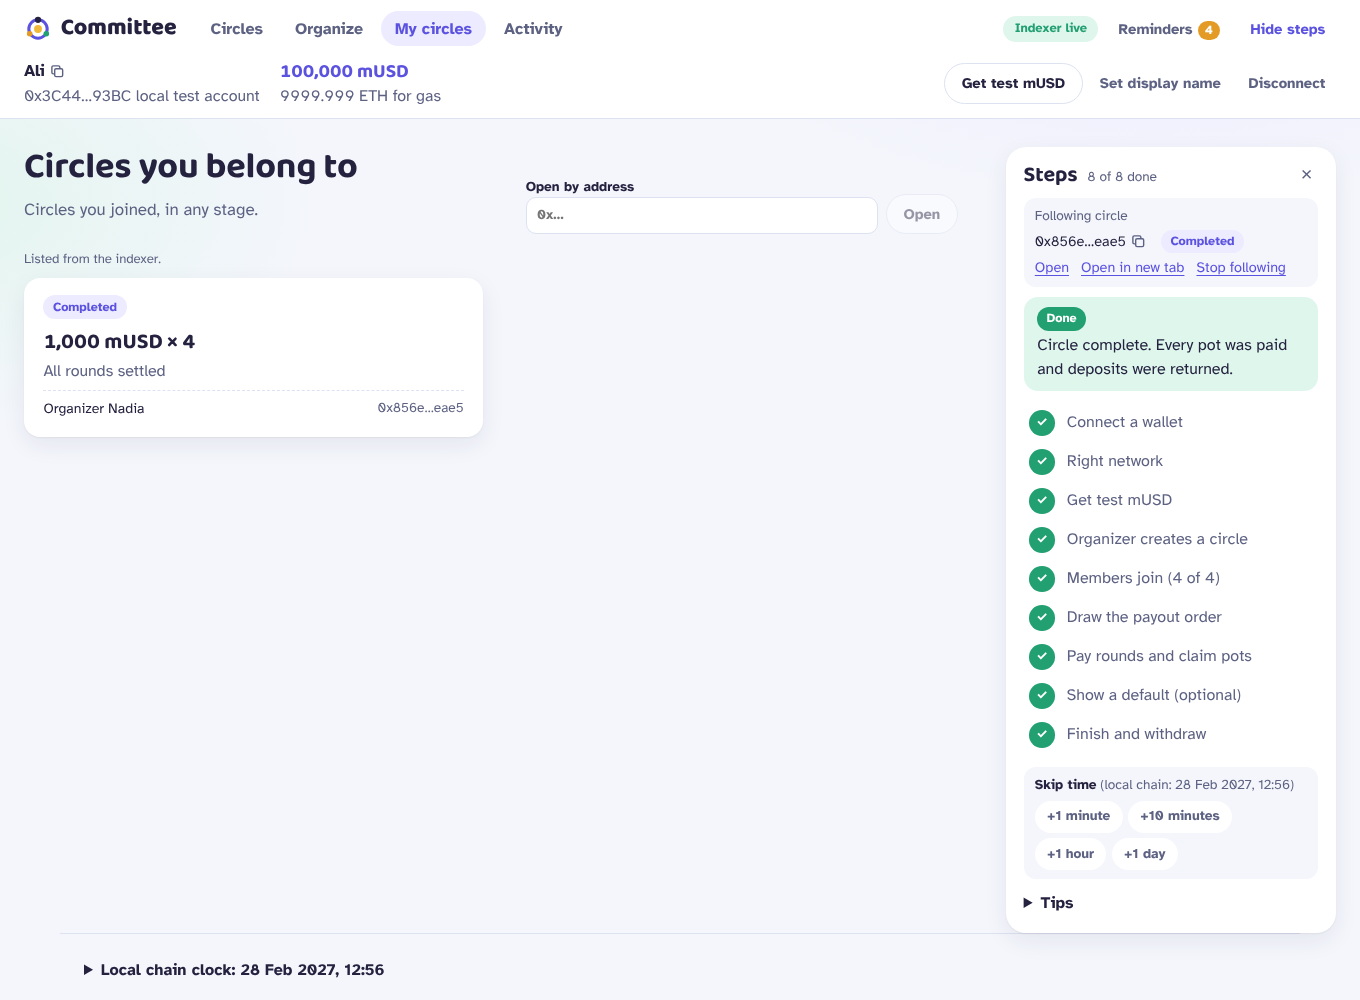 Committee
Circles
Organize
My circles
Activity
Indexer live
Reminders 4
Hide steps
Ali
0x3C44...93BC local test account
100,000 mUSD
9999.999 ETH for gas
Get test mUSD
Set display name
Disconnect
Circles you belong to
Circles you joined, in any stage.
Open by address
0x...
Open
Listed from the indexer.
Completed
1,000 mUSD × 4
All rounds settled
Organizer Nadia
0x856e...eae5
Steps 8 of 8 done
×
Following circle
0x856e...eae5
Completed
Open Open in new tab Stop following
Done
Circle complete. Every pot was paid
and deposits were returned.
Connect a wallet
Right network
Get test mUSD
Organizer creates a circle
Members join (4 of 4)
Draw the payout order
Pay rounds and claim pots
Show a default (optional)
Finish and withdraw
Skip time (local chain: 28 Feb 2027, 12:56)
+1 minute +10 minutes
+1 hour +1 day
Tips
Local chain clock: 28 Feb 2027, 12:56